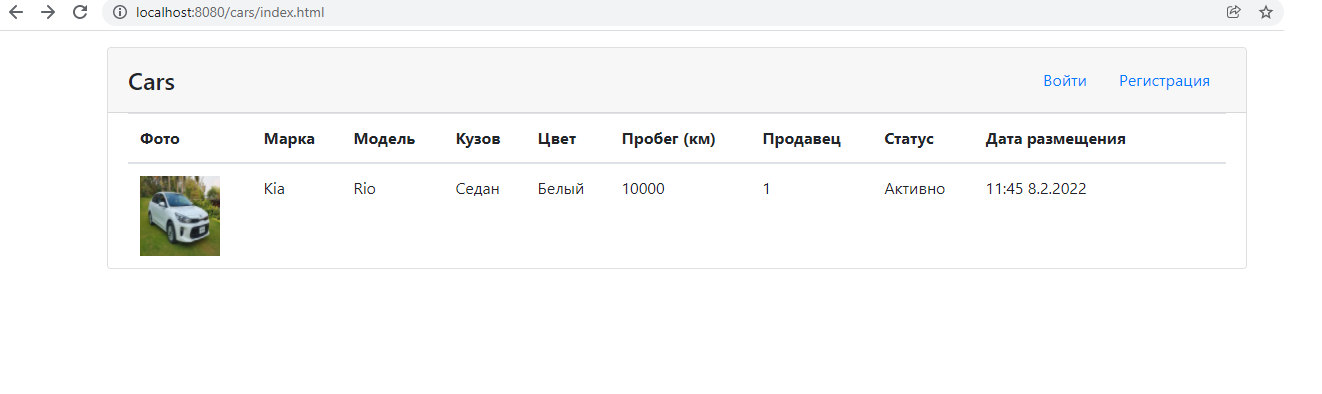 localhost:8080/cars/index.html
Cars Войти Регистрация
Фото Марка Модель Кузов Цвет Пробег (км) Продавец Статус Дата размещения
Kia Rio Седан Белый 10000 1 Активно 11:45 8.2.2022